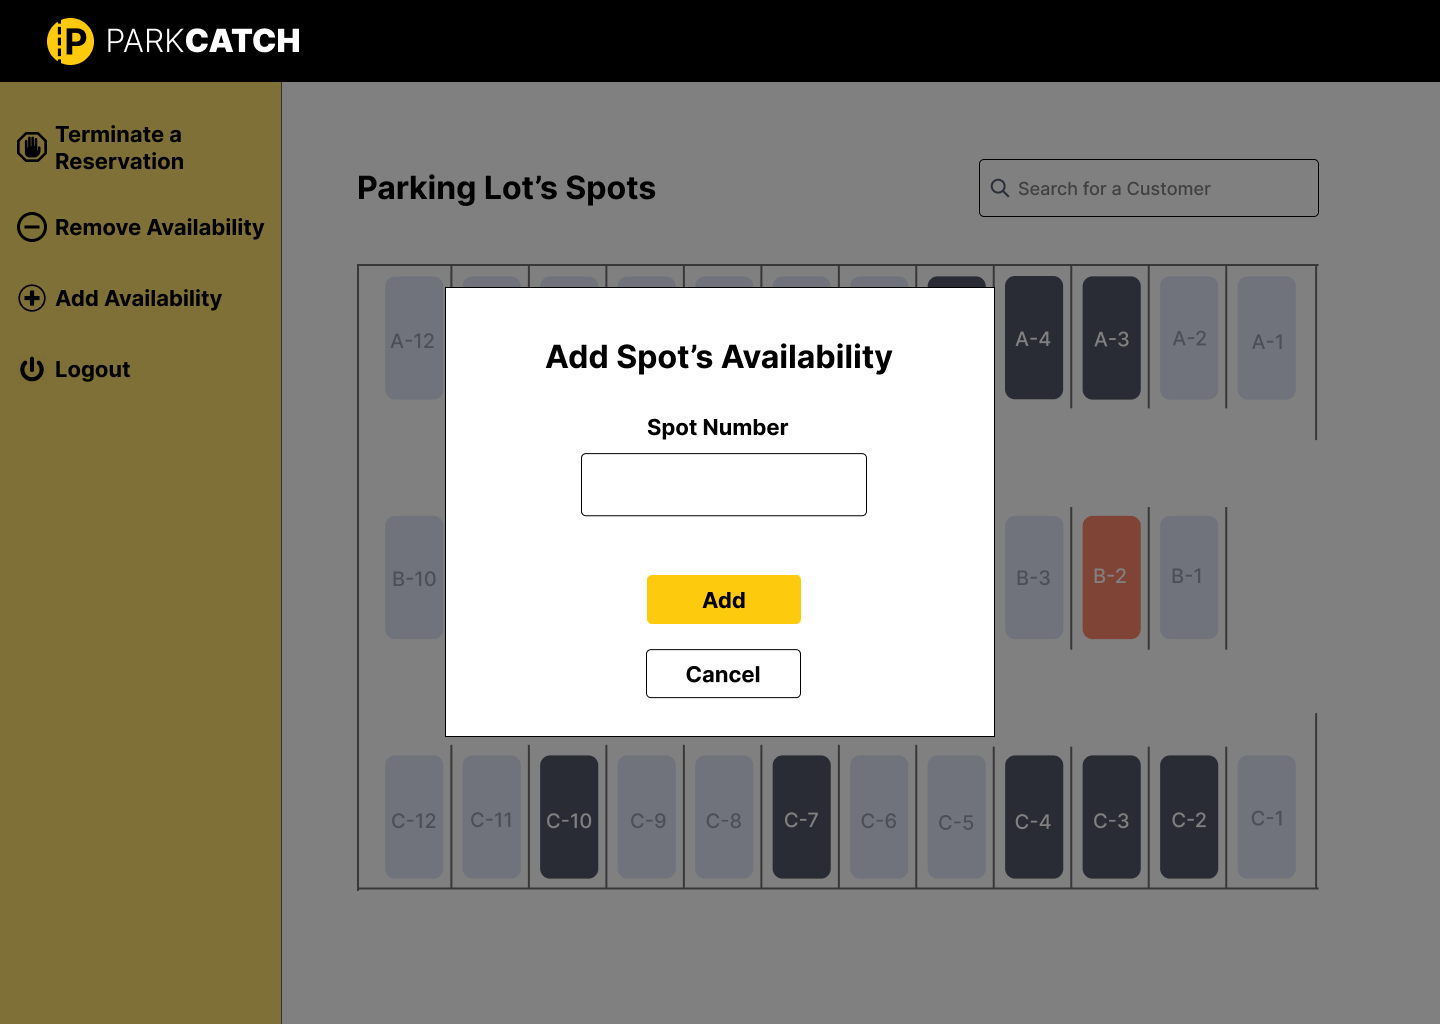 P PARKCATCH
Terminate a
Reservation
Remove Availability
Add Availability
Logout
Parking Lot’s Spots
Search for a Customer
A-12
A-4
A-3
A-2
A-1
Add Spot’s Availability
Spot Number
Add
Cancel
B-10
B-3
B-2
B-1
C-12
C-11
C-10
C-9
C-8
C-7
C-6
C-5
C-4
C-3
C-2
C-1